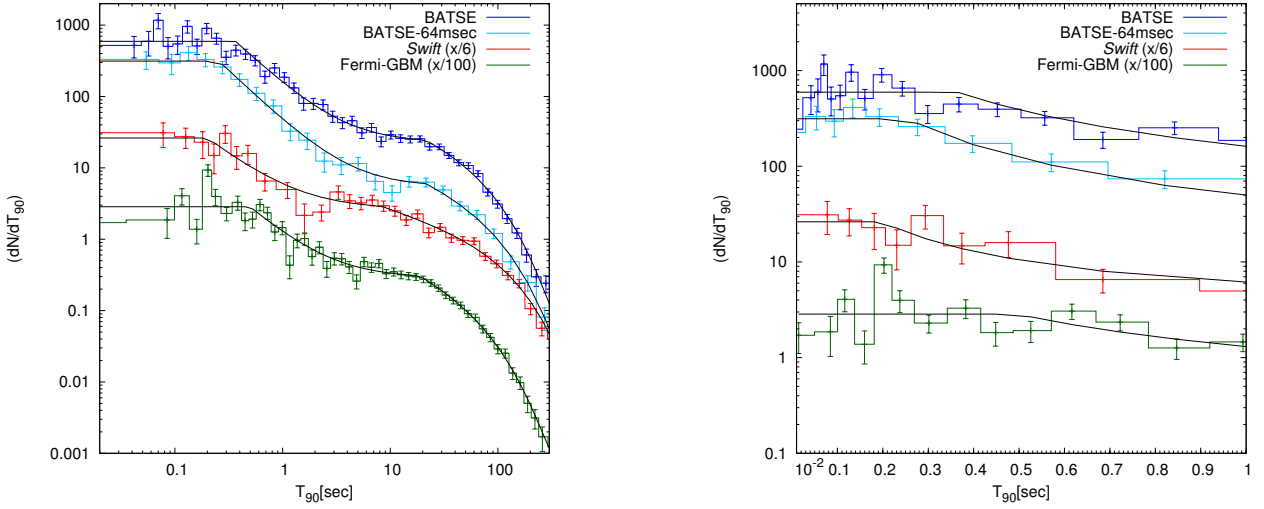 BATSE
BATSE-64msec
Swift (x/6)
Fermi-GBM (x/100)
1000
100
10
1
0.1
0.01
0.001
(dN/dT90)
0.1
1
10
100
T90[sec]
BATSE
BATSE-64msec
Swift (x/6)
Fermi-GBM (x/100)
1000
100
10
1
0.1
(dN/dT90)
10-2 0.1 0.2 0.3 0.4 0.5 0.6 0.7 0.8 0.9 1
T90[sec]